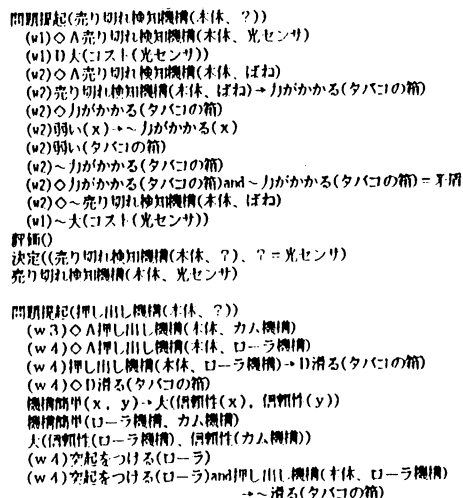 問題提起(売り切れ検知機構(本体、?))
(w1)◇A売り切れ検知機構(本体、光センサ)
(w1)D大(コスト(光センサ))
(w2)◇A売り切れ検知機構(本体、ばね)
(w2)売り切れ検知機構(本体、ばね)→力がかかる(タバコの箱)
(w2)◇力がかかる(タバコの箱)
(w2)弱い(x)→~力がかかる(x)
(w2)弱い(タバコの箱)
(w2)~力がかかる(タバコの箱)
(w2)◇力がかかる(タバコの箱)and~力がかかる(タバコの箱)=矛盾
(w2)◇~売り切れ検知機構(本体、ばね)
(w1)~大(コスト(光センサ))
評価()
決定((売り切れ検知機構(本体、?)、?=光センサ)
売り切れ検知機構(本体、光センサ)
問題提起(押し出し機構(本体、?))
(w3)◇A押し出し機構(本体、カム機構)
(w4)◇A押し出し機構(本体、ローラ機構)
(w4)押し出し機構(本体、ローラ機構)→D滑る(タバコの箱)
(w4)◇D滑る(タバコの箱)
機構簡単(x,y)→大(信頼性(x),信頼性(y))
機構簡単(ローラ機構、カム機構)
大(信頼性(ローラ機構)、信頼性(カム機構))
(w4)突起をつける(ローラ)
(w4)突起をつける(ローラ)and押し出し機構(本体、ローラ機構)
→~滑る(タバコの箱)